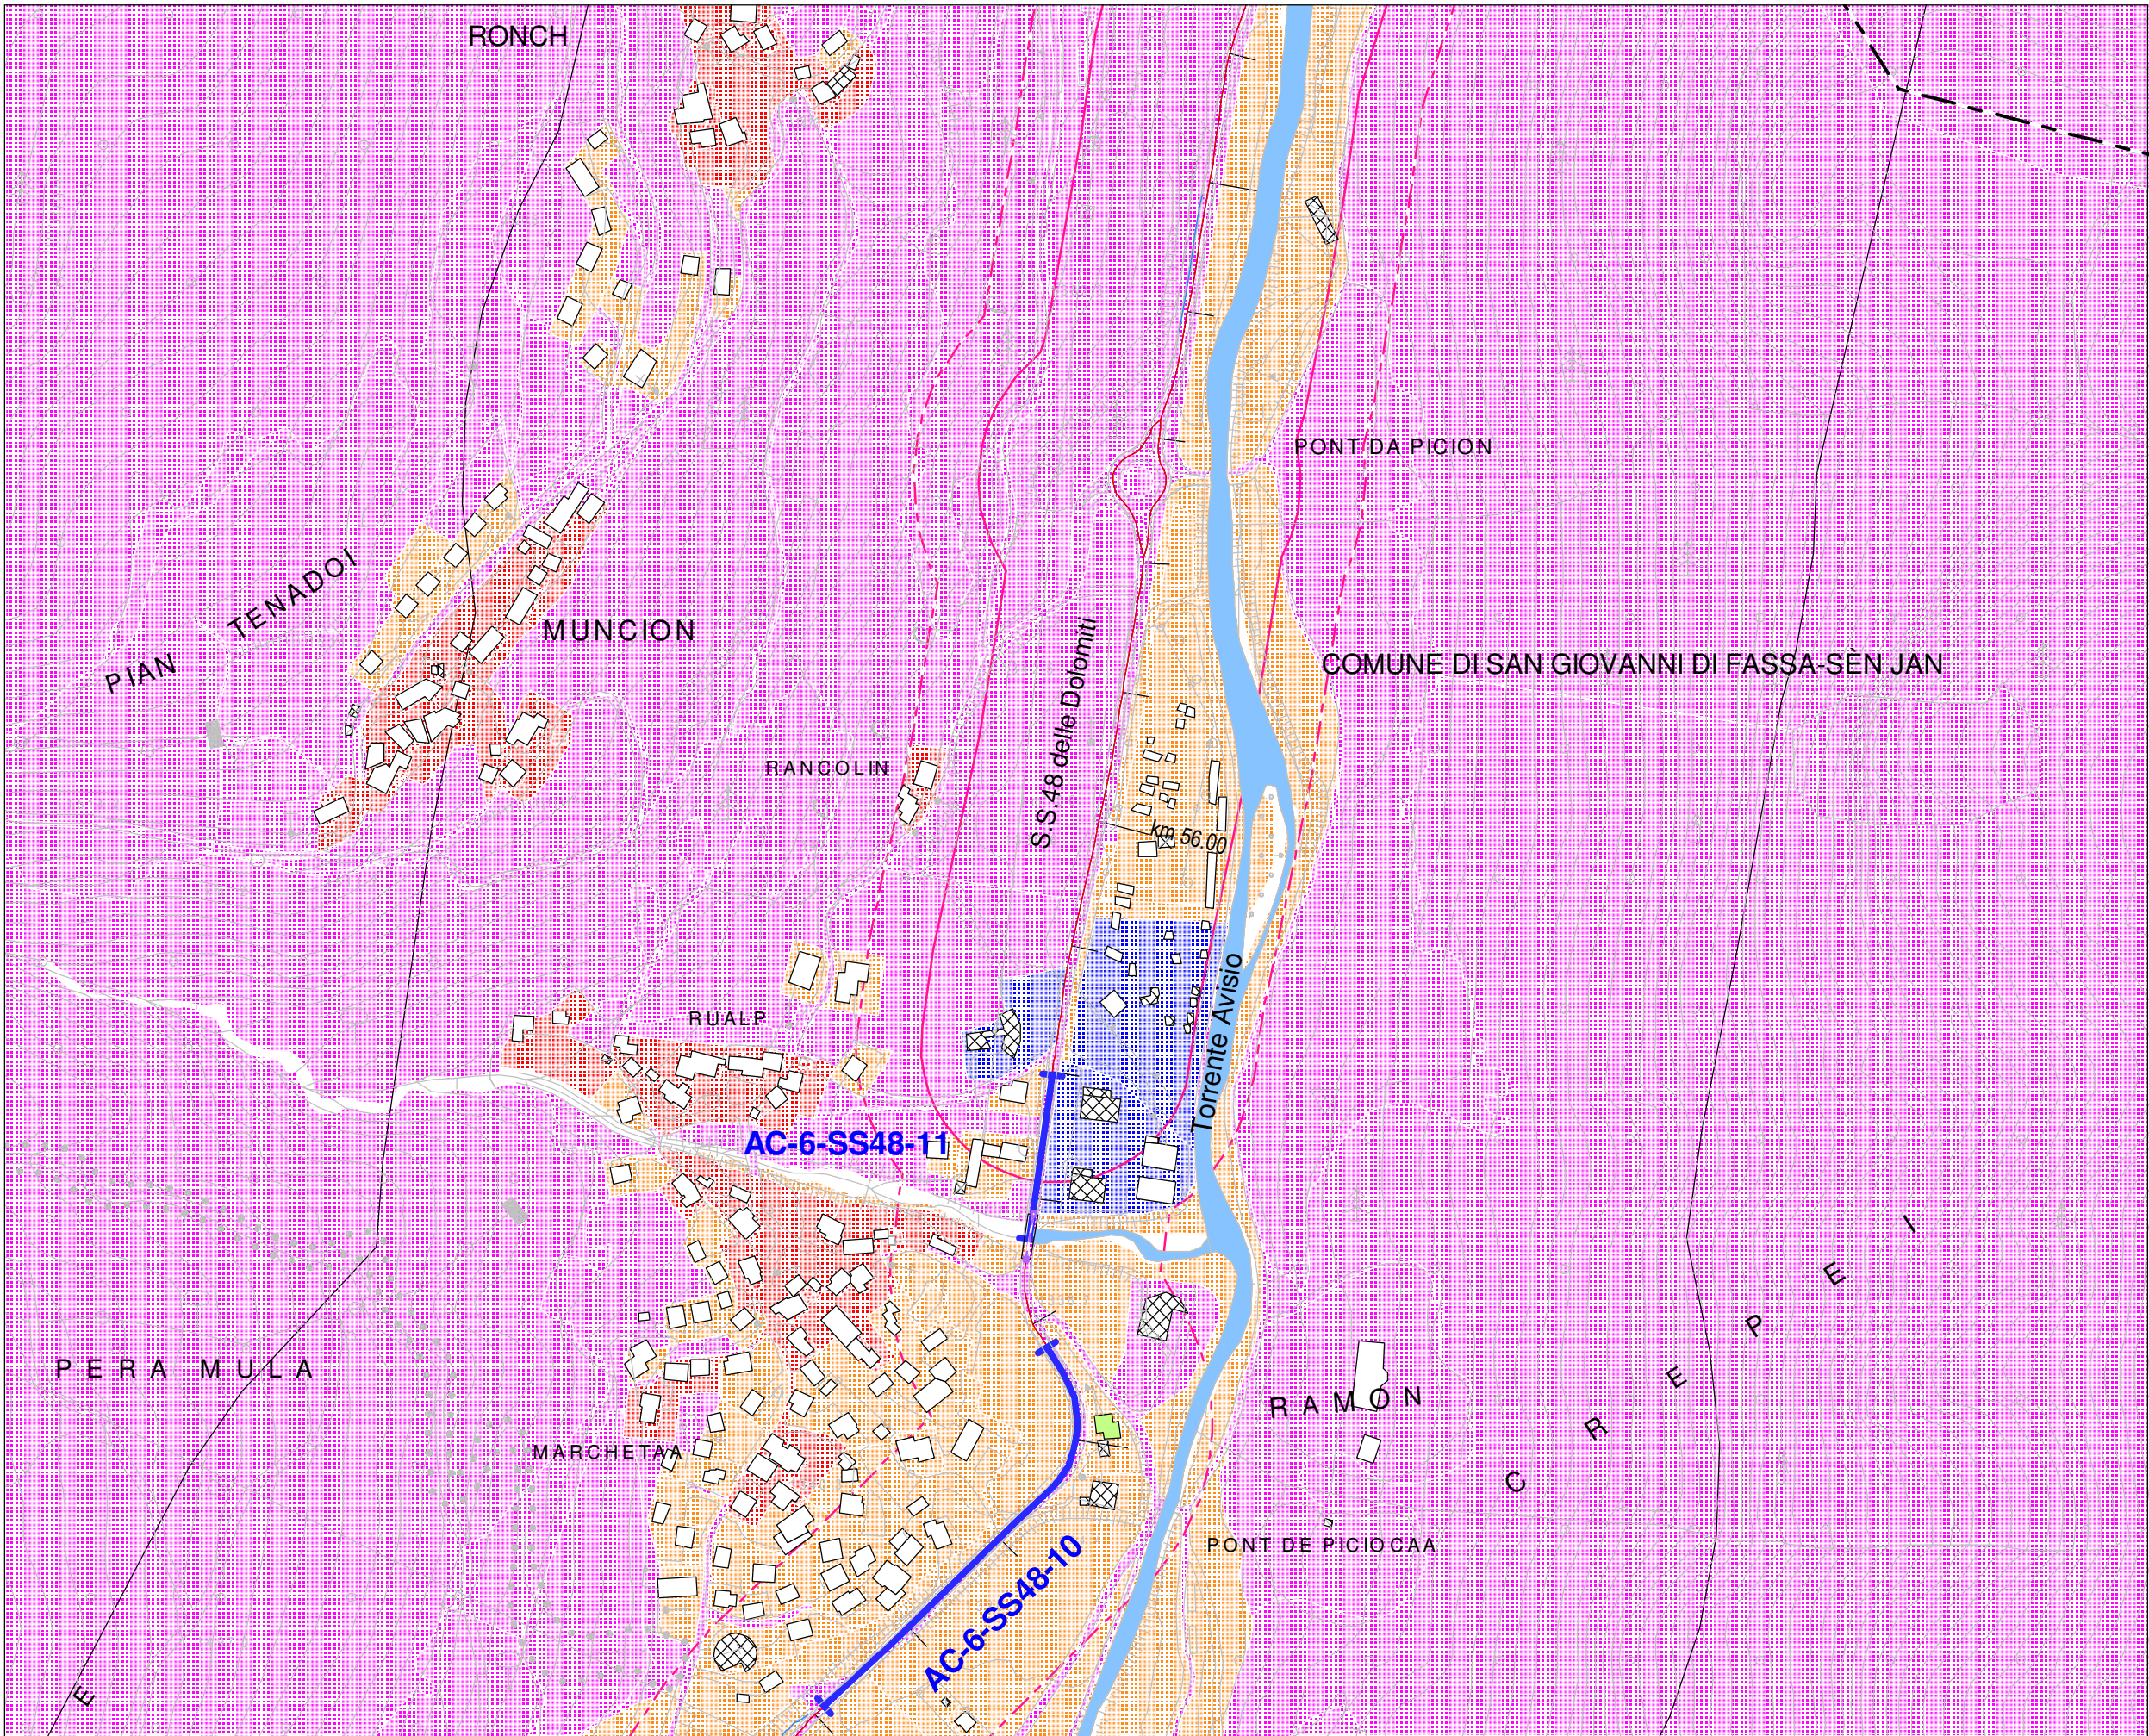 RONCH
PONT DA PICION
PIAN TENADOI
MUNCION
COMUNE DI SAN GIOVANNI DI FASSA-SÈN JAN
S.S.48 delle Dolomiti
RANCOLIN
km 56.00
Torrente Avisio
RUALP
AC-6-SS48-11
PERA MULA
RAMON
CREPEI
MARCHETAA
PONT DE PICIOCAA
AC-6-SS48-10
E